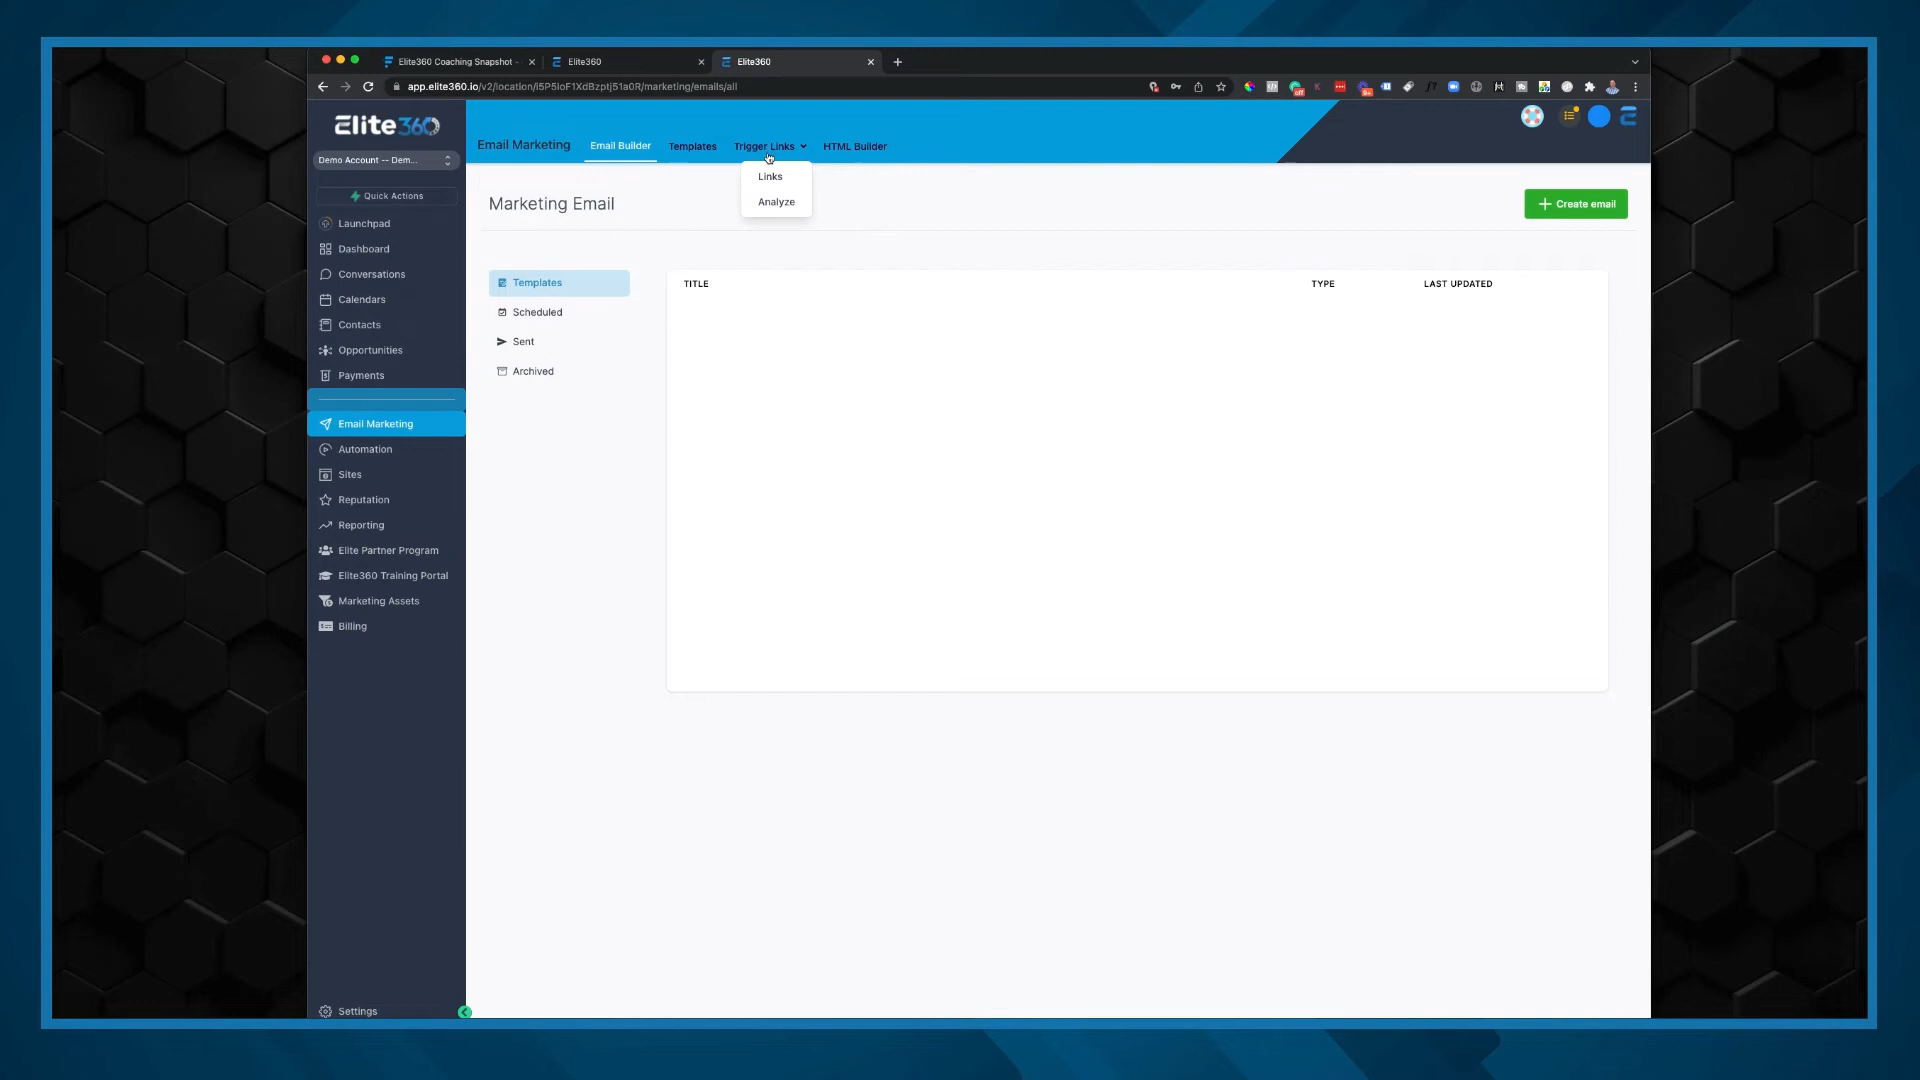 Elite360 Coaching Snapshot -
Elite360
Elite360
app.elite360.io/v2/location/i5P5IoF1XdBzptj51a0R/marketing/emails/all
Elite360
Demo Account -- Dem...
Quick Actions
Launchpad
Dashboard
Conversations
Calendars
Contacts
Opportunities
Payments
Email Marketing
Automation
Sites
Reputation
Reporting
Elite Partner Program
Elite360 Training Portal
Marketing Assets
Billing
Settings
Email Marketing
Email Builder
Templates
Trigger Links
HTML Builder
Links
Analyze
Marketing Email
Create email
Templates
Scheduled
Sent
Archived
TITLE
TYPE
LAST UPDATED